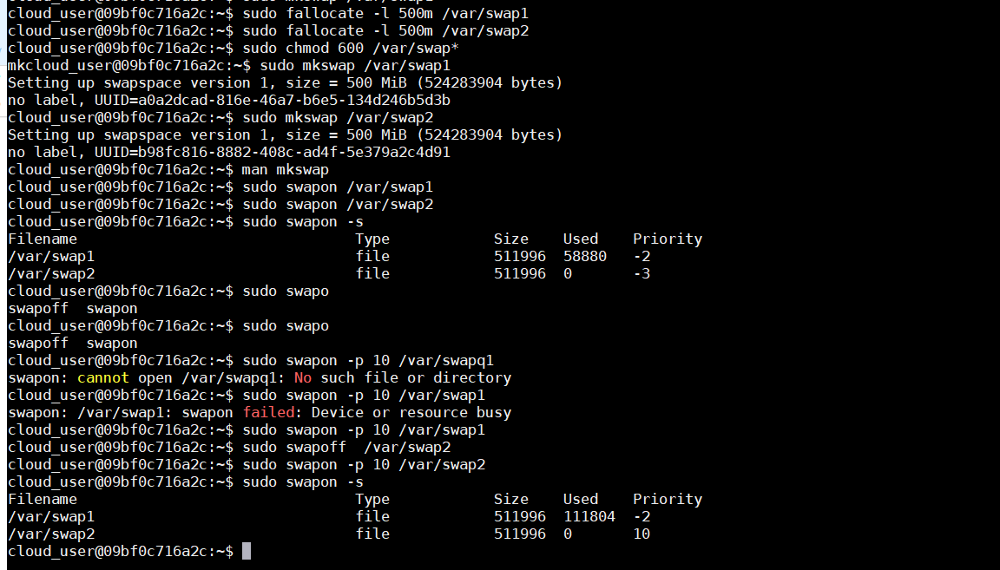 cloud_user@09bf0c716a2c:~$ sudo fallocate -l 500m /var/swap1
cloud_user@09bf0c716a2c:~$ sudo fallocate -l 500m /var/swap2
cloud_user@09bf0c716a2c:~$ sudo chmod 600 /var/swap*
mkcloud_user@09bf0c716a2c:~$ sudo mkswap /var/swap1
Setting up swapspace version 1, size = 500 MiB (524283904 bytes)
no label, UUID=a0a2dcad-816e-46a7-b6e5-134d246b5d3b
cloud_user@09bf0c716a2c:~$ sudo mkswap /var/swap2
Setting up swapspace version 1, size = 500 MiB (524283904 bytes)
no label, UUID=b98fc816-8882-408c-ad4f-5e379a2c4d91
cloud_user@09bf0c716a2c:~$ man mkswap
cloud_user@09bf0c716a2c:~$ sudo swapon /var/swap1
cloud_user@09bf0c716a2c:~$ sudo swapon /var/swap2
cloud_user@09bf0c716a2c:~$ sudo swapon -s
Filename Type Size Used Priority
/var/swap1 file 511996 58880 -2
/var/swap2 file 511996 0 -3
cloud_user@09bf0c716a2c:~$ sudo swapo
swapoff swapon
cloud_user@09bf0c716a2c:~$ sudo swapo
swapoff swapon
cloud_user@09bf0c716a2c:~$ sudo swapon -p 10 /var/swapq1
swapon: cannot open /var/swapq1: No such file or directory
cloud_user@09bf0c716a2c:~$ sudo swapon -p 10 /var/swap1
swapon: /var/swap1: swapon failed: Device or resource busy
cloud_user@09bf0c716a2c:~$ sudo swapon -p 10 /var/swap1
cloud_user@09bf0c716a2c:~$ sudo swapoff  /var/swap2
cloud_user@09bf0c716a2c:~$ sudo swapon -p 10 /var/swap2
cloud_user@09bf0c716a2c:~$ sudo swapon -s
Filename Type Size Used Priority
/var/swap1 file 511996 111804 -2
/var/swap2 file 511996 0 10
cloud_user@09bf0c716a2c:~$